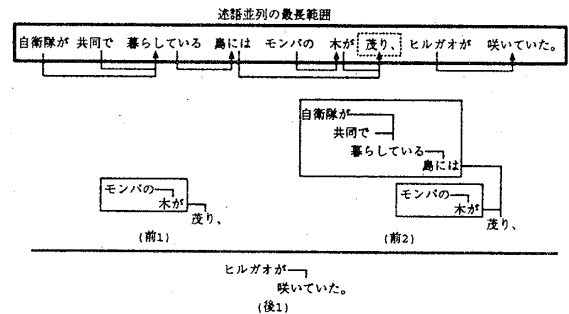 述語並列の最長範囲
自衛隊が 共同で 暮らしている 島には モンパの 木が 茂り、 ヒルガオが 咲いていた。
自衛隊が
共同で
暮らしている
島には
モンパの
木が
茂り、
(前1)
モンパの
木が
茂り、
(前2)
ヒルガオが
咲いていた。
(後1)